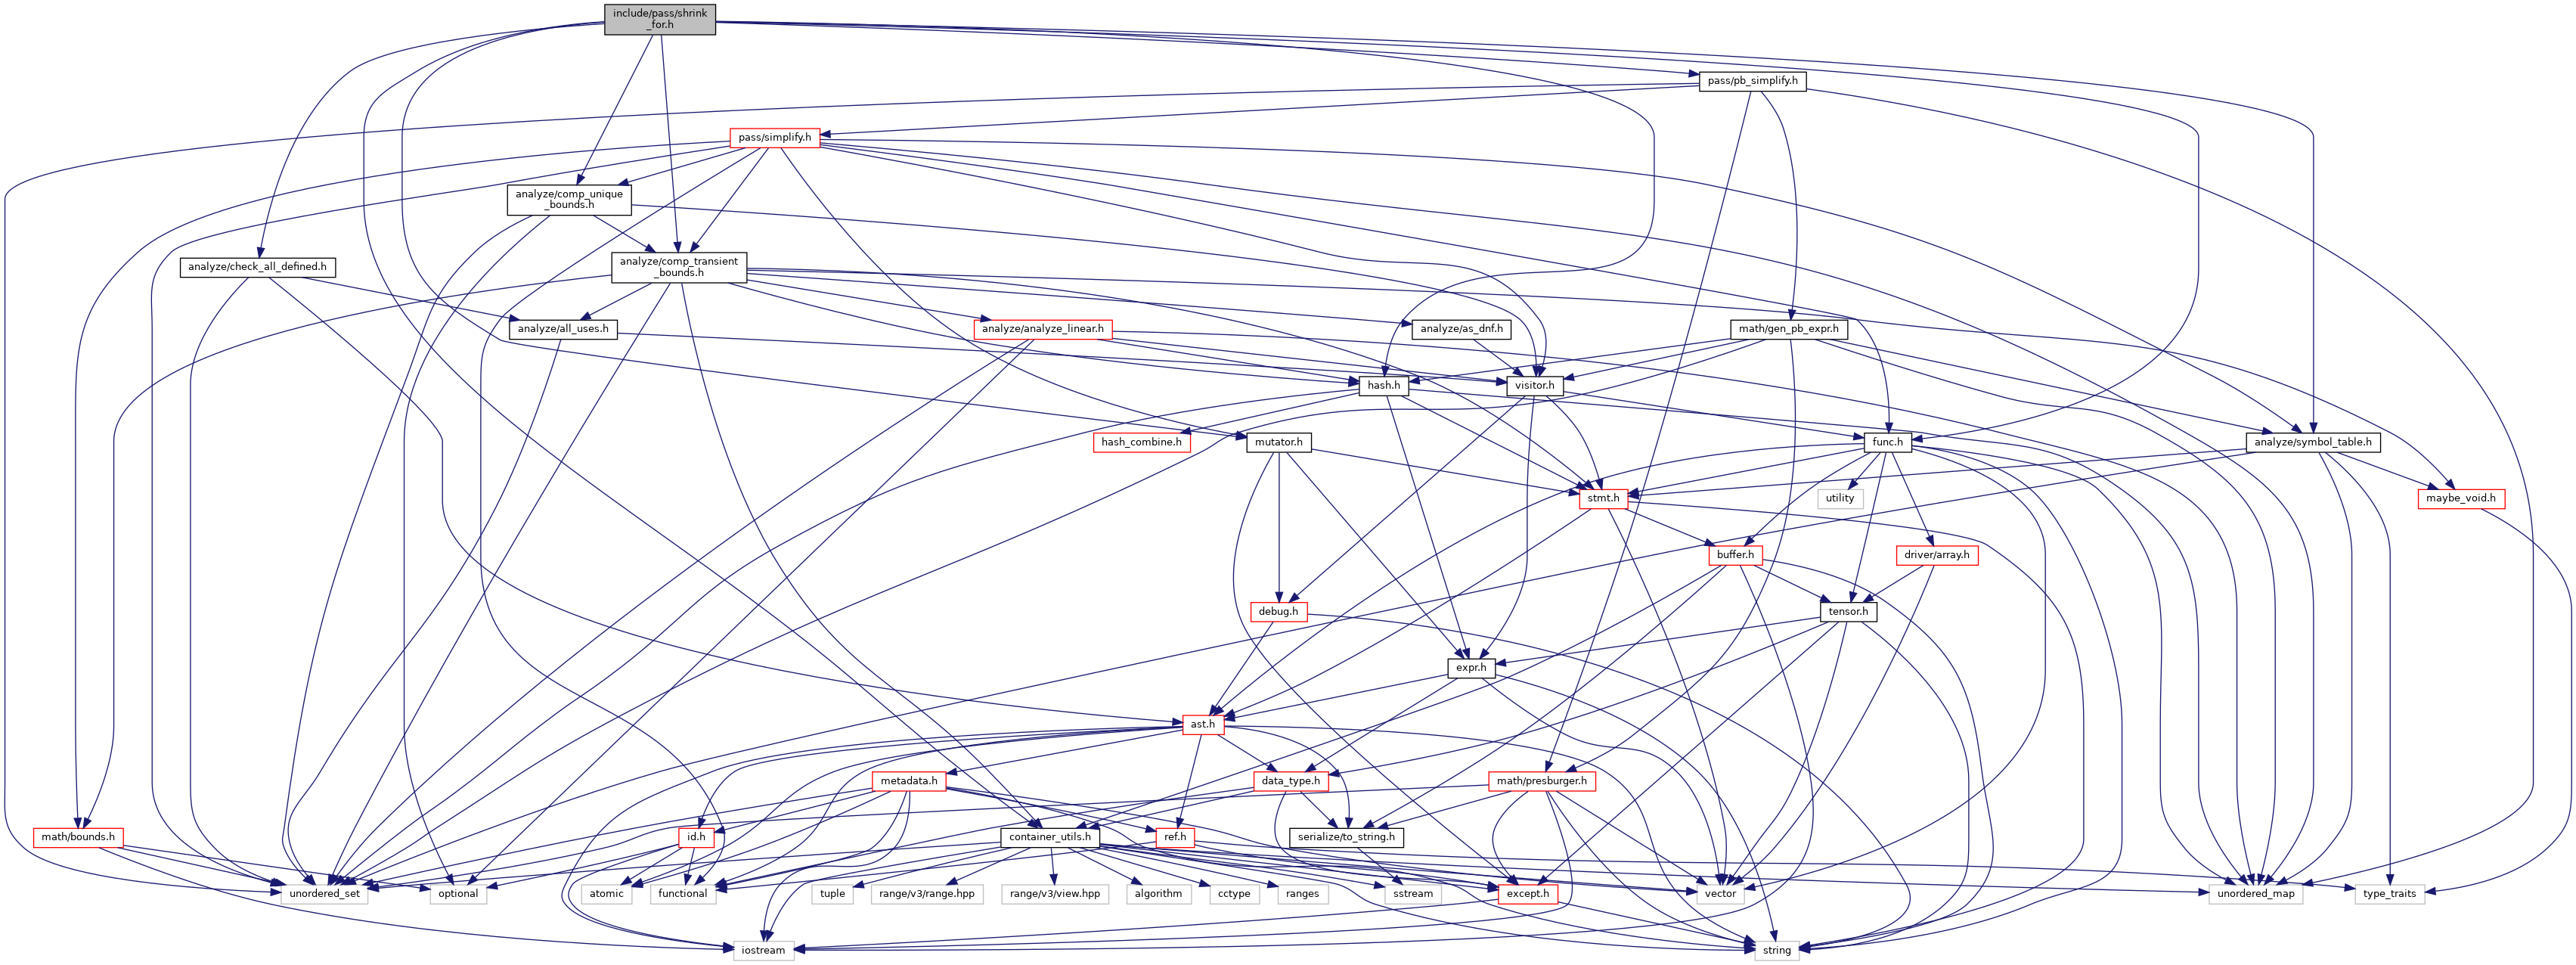 include/pass/shrink
_for.h
pass/pb_simplify.h
pass/simplify.h
analyze/comp_unique
_bounds.h
analyze/check_all_defined.h
analyze/comp_transient
_bounds.h
analyze/all_uses.h
analyze/analyze_linear.h
analyze/as_dnf.h
math/gen_pb_expr.h
hash.h
visitor.h
hash_combine.h
mutator.h
func.h
analyze/symbol_table.h
stmt.h
utility
maybe_void.h
buffer.h
driver/array.h
debug.h
tensor.h
expr.h
ast.h
metadata.h
data_type.h
math/presburger.h
math/bounds.h
id.h
container_utils.h
ref.h
serialize/to_string.h
unordered_set
optional
atomic
functional
tuple
range/v3/range.hpp
range/v3/view.hpp
algorithm
cctype
ranges
sstream
except.h
vector
unordered_map
type_traits
iostream
string